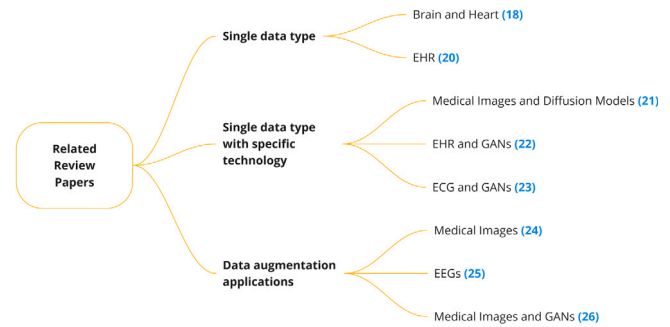 Related
Review
Papers
Single data type
Brain and Heart (18)
EHR (20)
Single data type
with specific
technology
Medical Images and Diffusion Models (21)
EHR and GANs (22)
ECG and GANs (23)
Data augmentation
applications
Medical Images (24)
EEGs (25)
Medical Images and GANs (26)